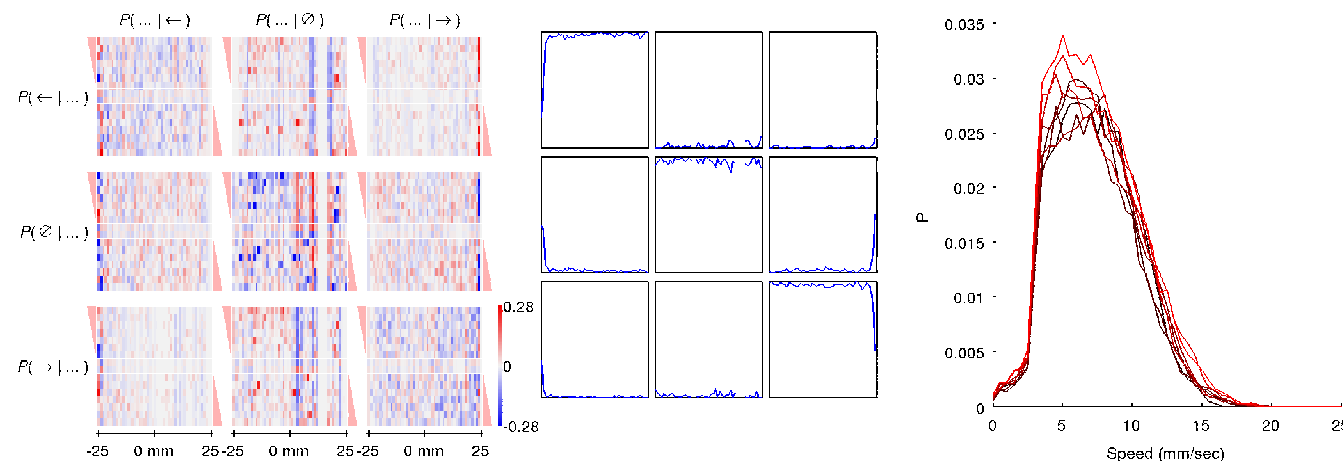 P( ... | ← ) P( ... | ∅ ) P( ... | → )
P( ← | ... )
P( ∅ | ... )
P( → | ... )
0.28
0
-0.28
-25 0 mm 25 -25 0 mm 25 -25 0 mm 25
0.035
0.03
0.025
0.02
0.015
0.01
0.005
0
P
0 5 10 15 20 25
Speed (mm/sec)